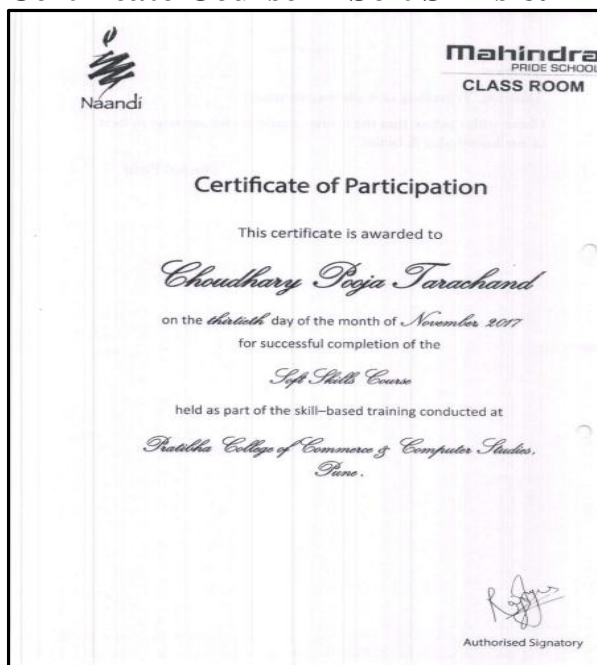 Naandi
Mahindra
PRIDE SCHOOL
CLASS ROOM
Certificate of Participation
This certificate is awarded to
Choudhary Pooja Tarachand
on the thirtieth day of the month of November 2017
for successful completion of the
Soft Skills Course
held as part of the skill-based training conducted at
Pratibha College of Commerce & Computer Studies,
Pune.
Authorised Signatory